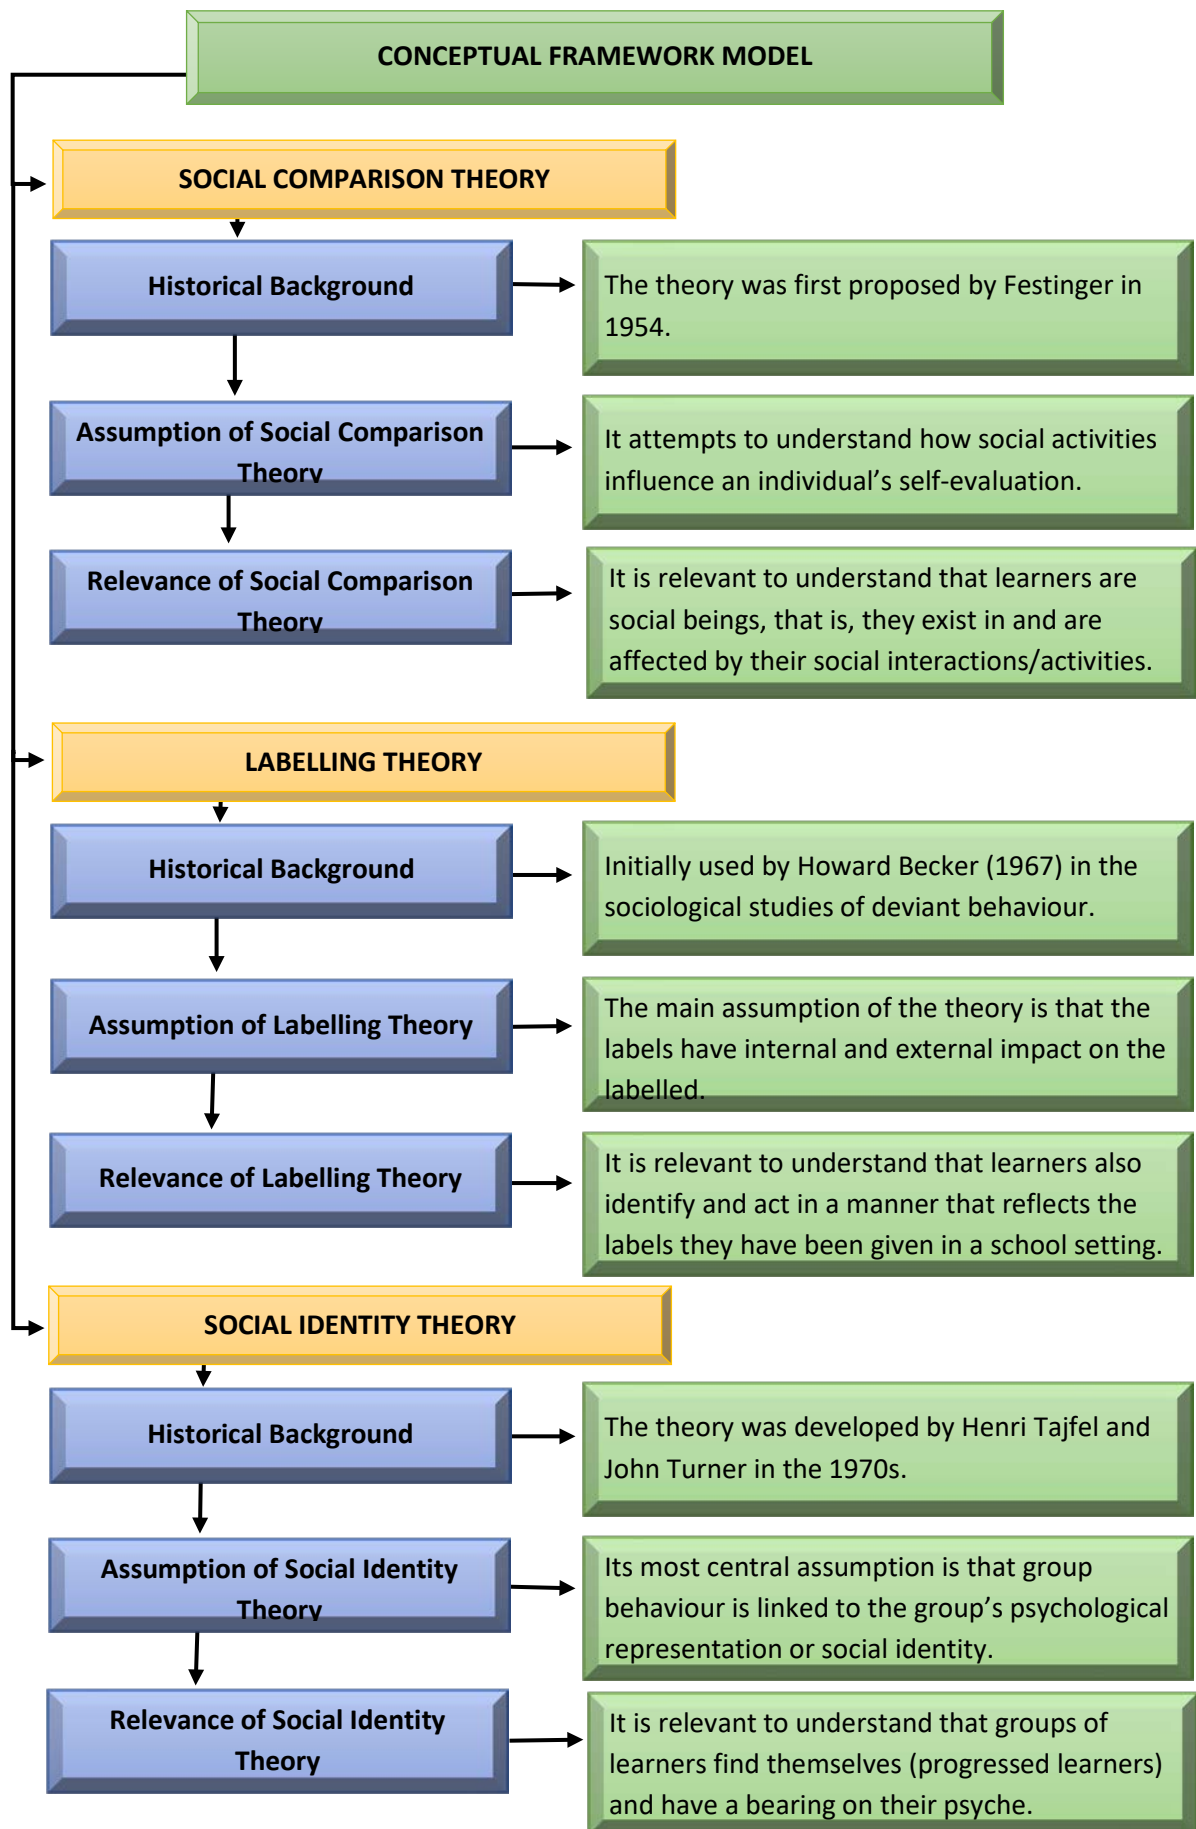 CONCEPTUAL FRAMEWORK MODEL
SOCIAL COMPARISON THEORY
Historical Background
The theory was first proposed by Festinger in
1954.
Assumption of Social Comparison
Theory
It attempts to understand how social activities
influence an individual’s self-evaluation.
Relevance of Social Comparison
Theory
It is relevant to understand that learners are
social beings, that is, they exist in and are
affected by their social interactions/activities.
LABELLING THEORY
Historical Background
Initially used by Howard Becker (1967) in the
sociological studies of deviant behaviour.
Assumption of Labelling Theory
The main assumption of the theory is that the
labels have internal and external impact on the
labelled.
Relevance of Labelling Theory
It is relevant to understand that learners also
identify and act in a manner that reflects the
labels they have been given in a school setting.
SOCIAL IDENTITY THEORY
Historical Background
The theory was developed by Henri Tajfel and
John Turner in the 1970s.
Assumption of Social Identity
Theory
Its most central assumption is that group
behaviour is linked to the group’s psychological
representation or social identity.
Relevance of Social Identity
Theory
It is relevant to understand that groups of
learners find themselves (progressed learners)
and have a bearing on their psyche.